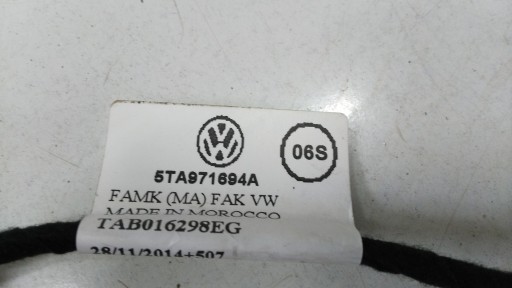 06S
5TA971694A
FAMK (MA) FAK VW
MADE IN MOROCCO
TAB016298EG
28/11/2014+507